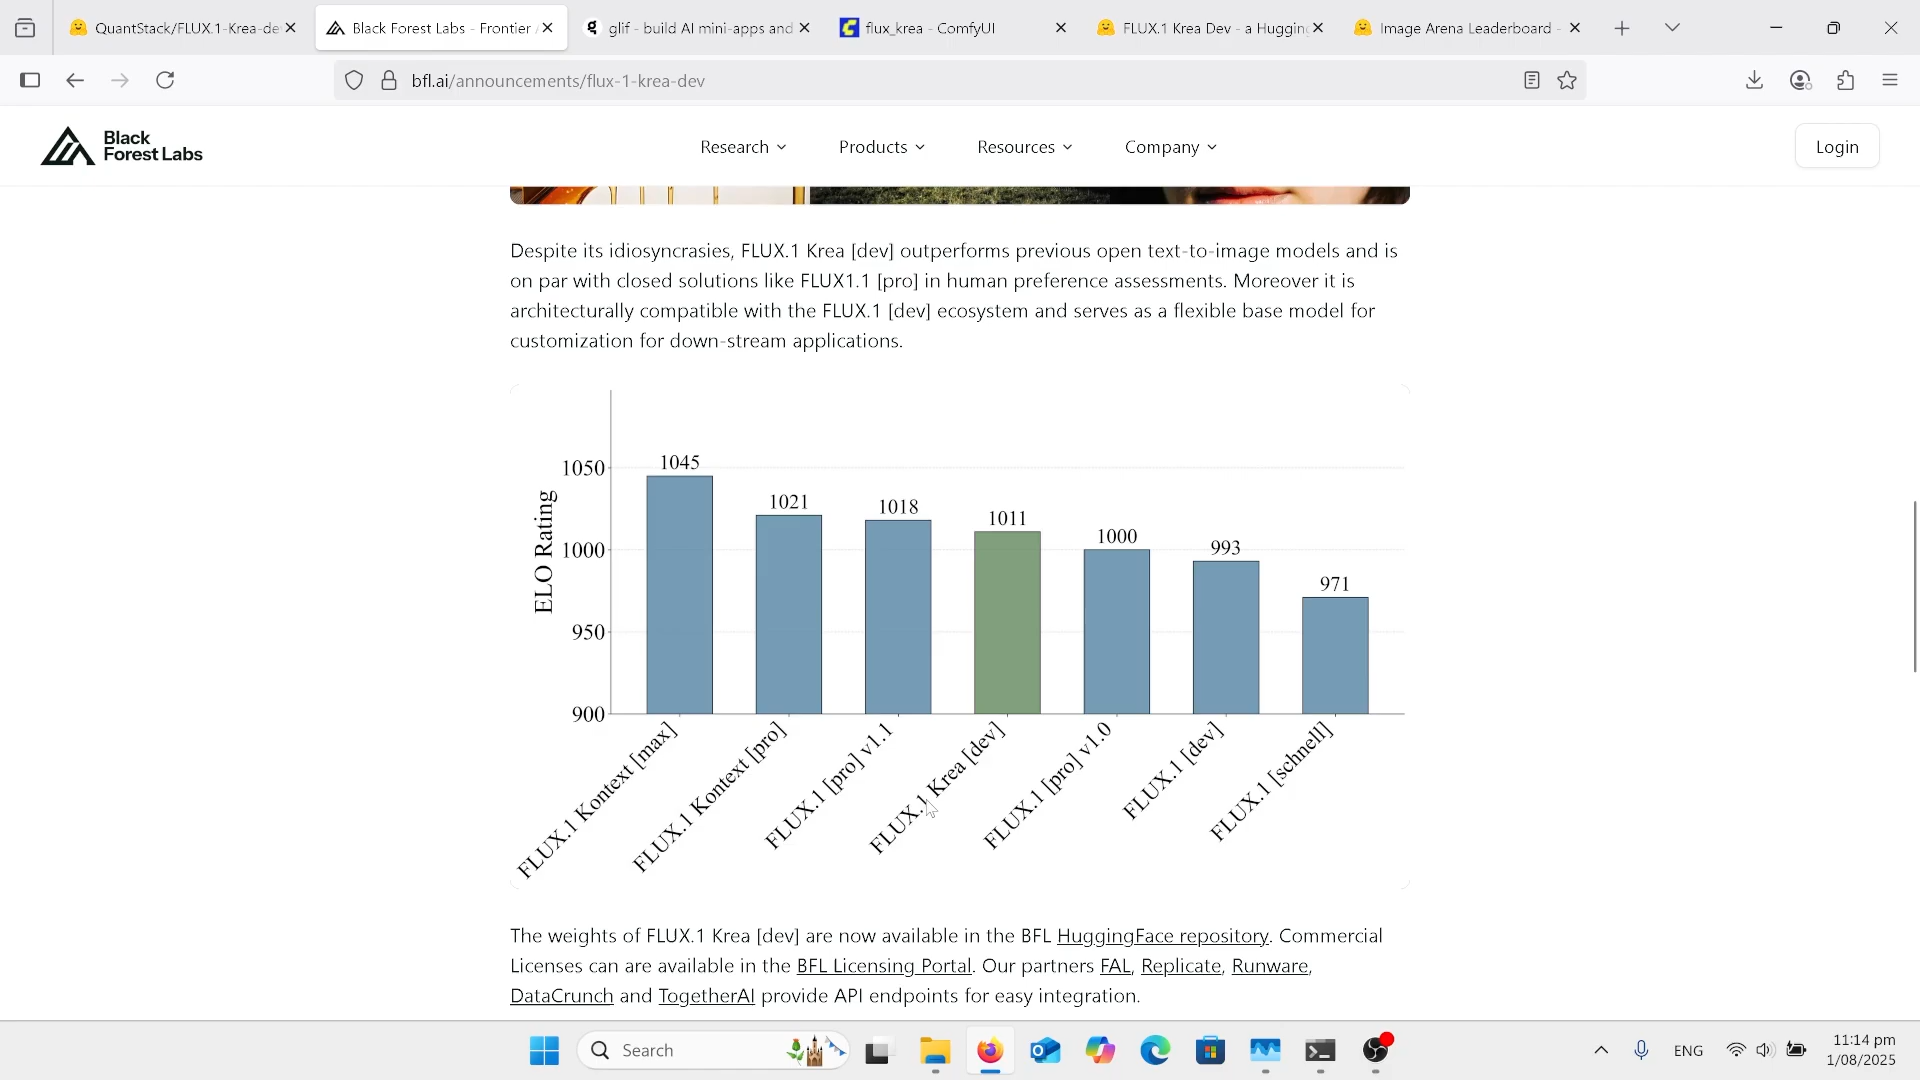 QuantStack/FLUX.1-Krea-de
Black Forest Labs - Frontier
glif - build AI mini-apps and
flux_krea - ComfyUI
FLUX.1 Krea Dev - a Hugging
Image Arena Leaderboard -
bfl.ai/announcements/flux-1-krea-dev
Black
Forest Labs
Research
Products
Resources
Company
Login
Despite its idiosyncrasies, FLUX.1 Krea [dev] outperforms previous open text-to-image models and is
on par with closed solutions like FLUX1.1 [pro] in human preference assessments. Moreover it is
architecturally compatible with the FLUX.1 [dev] ecosystem and serves as a flexible base model for
customization for down-stream applications.
ELO Rating
1050
1000
950
900
1045
1021
1018
1011
1000
993
971
FLUX.1 Kontext [max]
FLUX.1 Kontext [pro]
FLUX.1 [pro] v1.1
FLUX.1 Krea [dev]
FLUX.1 [pro] v1.0
FLUX.1 [dev]
FLUX.1 [schnell]
The weights of FLUX.1 Krea [dev] are now available in the BFL HuggingFace repository. Commercial
Licenses can are available in the BFL Licensing Portal. Our partners FAL, Replicate, Runware,
DataCrunch and TogetherAI provide API endpoints for easy integration.
Search
ENG
11:14 pm
1/08/2025